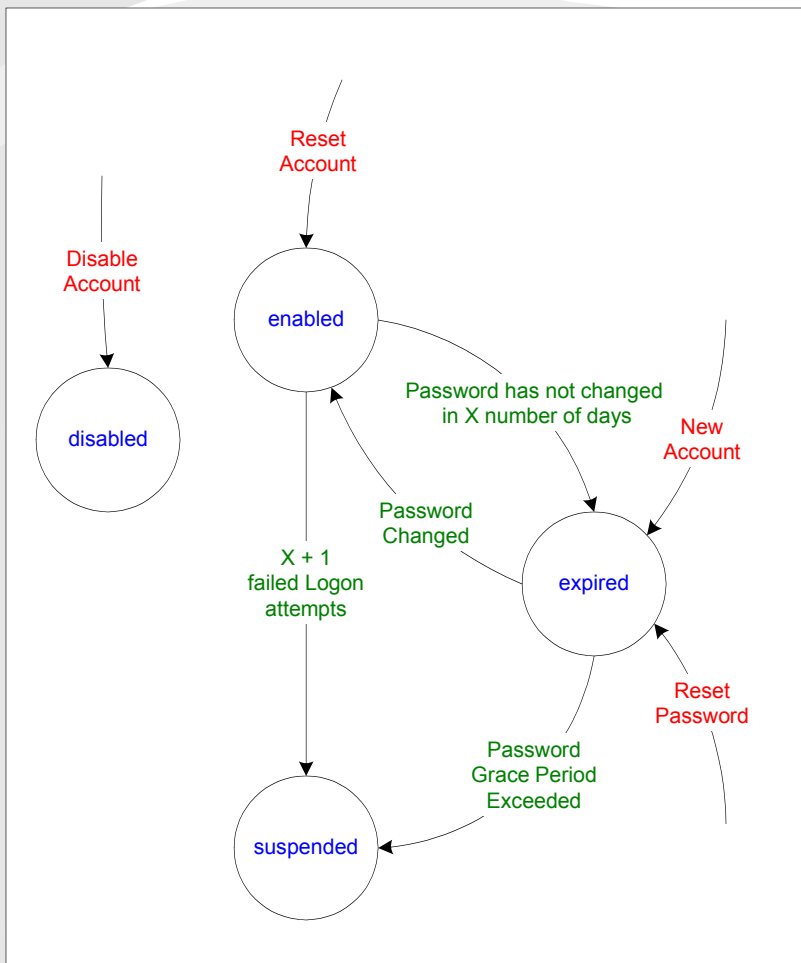 Reset
Account
Disable
Account
enabled
Password has not changed
in X number of days
New
Account
disabled
Password
Changed
X + 1
failed Logon
attempts
expired
Reset
Password
Password
Grace Period
Exceeded
suspended